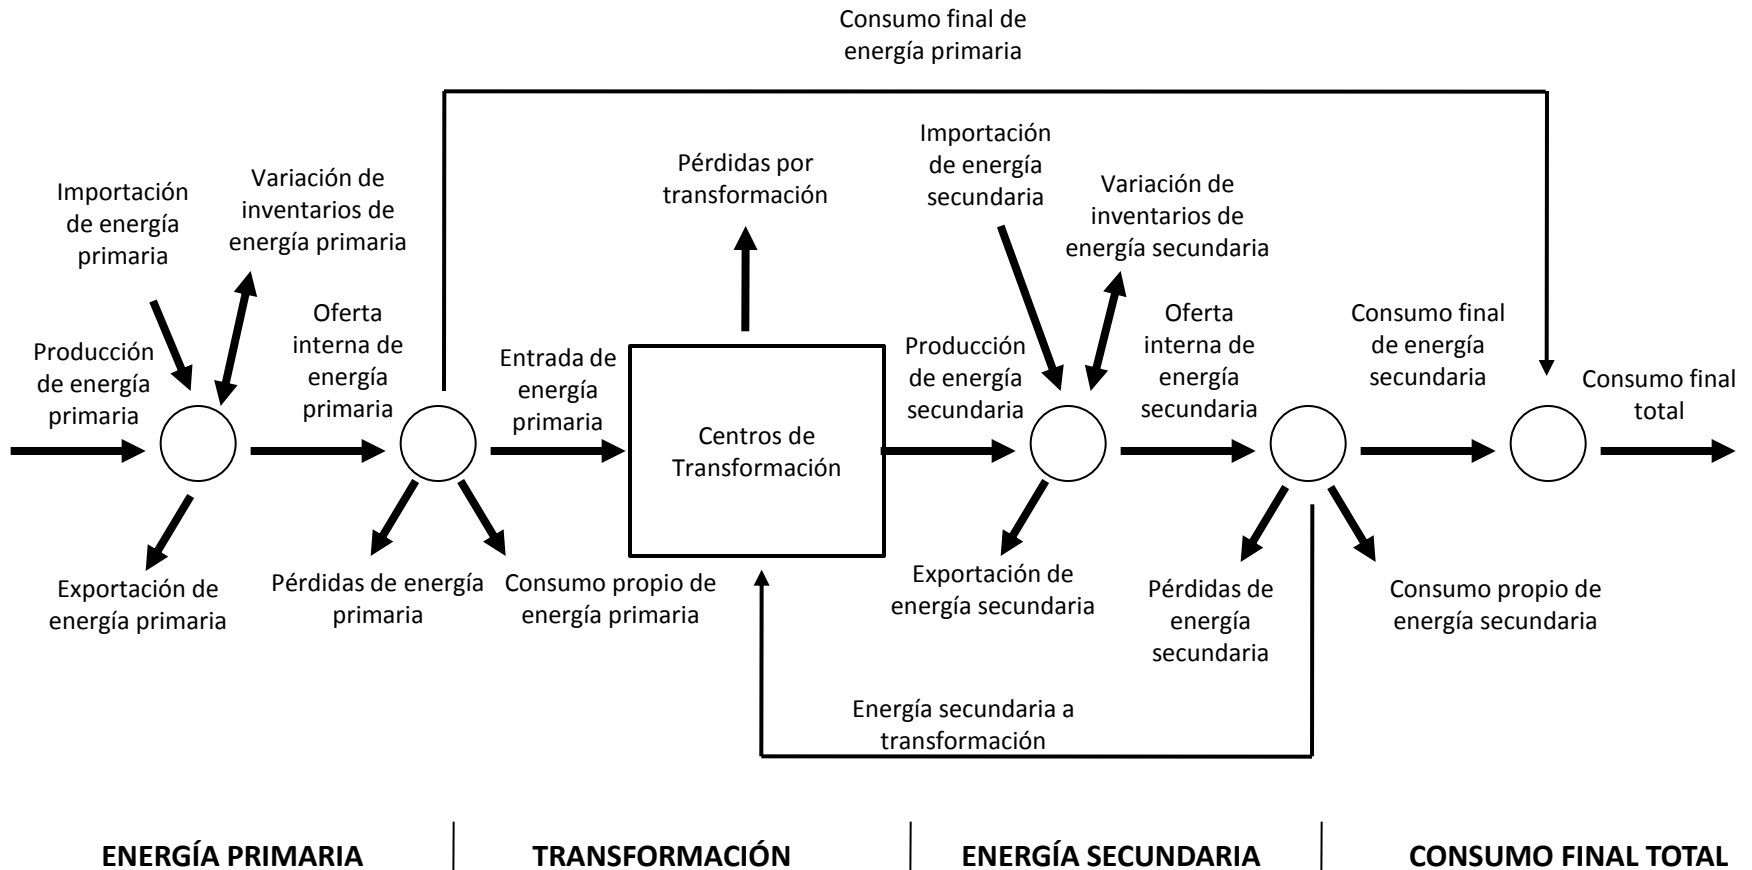 Consumo final de
energía primaria
Importación
de energía
primaria
Variación de
inventarios de
energía primaria
Pérdidas por
transformación
Importación
de energía
secundaria
Variación de
inventarios de
energía secundaria
Producción
de energía
primaria
Oferta
interna de
energía
primaria
Entrada de
energía
primaria
Centros de
Transformación
Producción
de energía
secundaria
Oferta
interna de
energía
secundaria
Consumo final
de energía
secundaria
Consumo final
total
Exportación de
energía primaria
Pérdidas de energía
primaria
Consumo propio de
energía primaria
Exportación de
energía secundaria
Pérdidas de
energía
secundaria
Consumo propio de
energía secundaria
Energía secundaria a
transformación
ENERGÍA PRIMARIA
TRANSFORMACIÓN
ENERGÍA SECUNDARIA
CONSUMO FINAL TOTAL